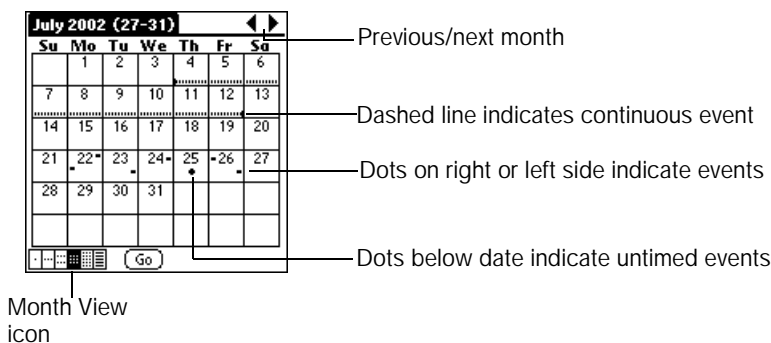 July 2002 (27-31)
Su Mo Tu We Th Fr Sa
1 2 3 4 5 6
7 8 9 10 11 12 13
14 15 16 17 18 19 20
21 22 23 24 25 26 27
28 29 30 31
Go
Previous/next month
Dashed line indicates continuous event
Dots on right or left side indicate events
Dots below date indicate untimed events
Month View
icon